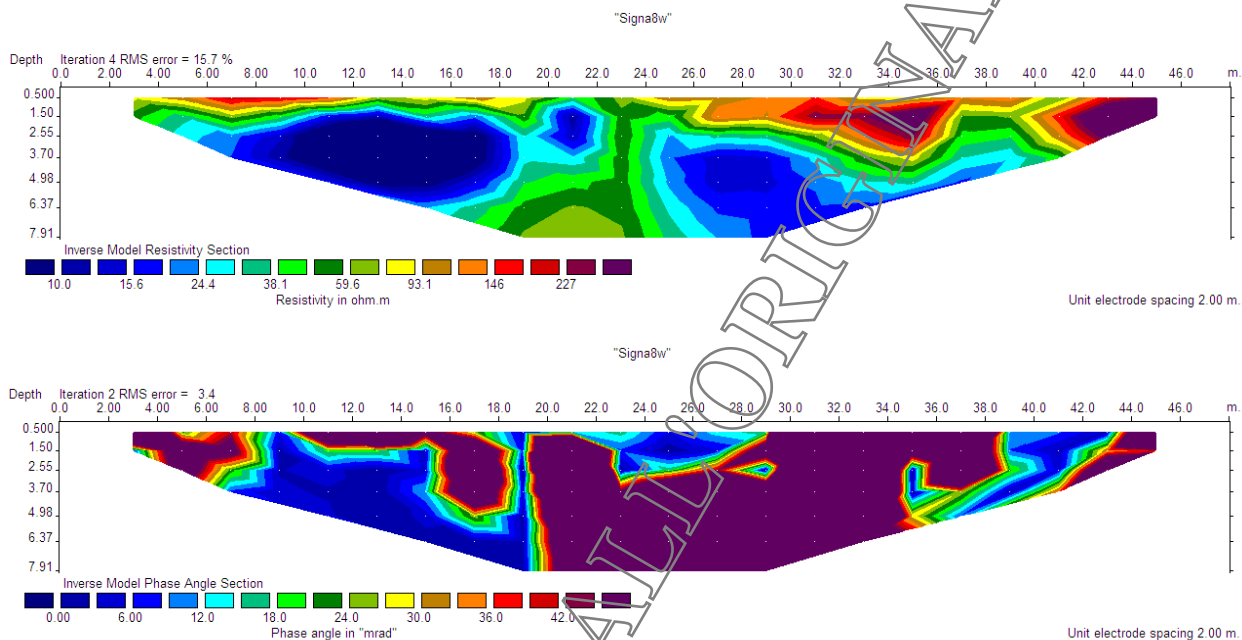 "Signa8w"
Depth Iteration 4 RMS error = 15.7 %
0.0 2.00 4.00 6.00 8.00 10.0 12.0 14.0 16.0 18.0 20.0 22.0 24.0 26.0 28.0 30.0 32.0 34.0 36.0 38.0 40.0 42.0 44.0 46.0 m.
0.500
1.50
2.55
3.70
4.98
6.37
7.91
Inverse Model Resistivity Section
10.0 15.6 24.4 38.1 59.6 93.1 146 227
Resistivity in ohm.m
Unit electrode spacing 2.00 m.
"Signa8w"
Depth Iteration 2 RMS error = 3.4
0.0 2.00 4.00 6.00 8.00 10.0 12.0 14.0 16.0 18.0 20.0 22.0 24.0 26.0 28.0 30.0 32.0 34.0 36.0 38.0 40.0 42.0 44.0 46.0 m.
0.500
1.50
2.55
3.70
4.98
6.37
7.91
Inverse Model Phase Angle Section
0.00 6.00 12.0 18.0 24.0 30.0 36.0 42.0
Phase angle in "mrad"
Unit electrode spacing 2.00 m.